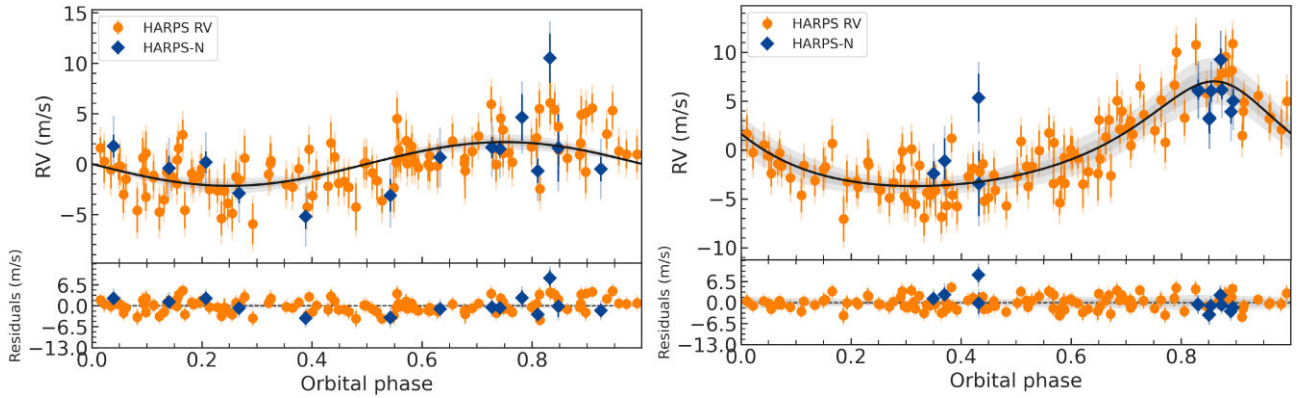 HARPS RV
HARPS-N
15
10
5
0
−5
RV (m/s)
6.5
0.0
−6.5
−13.0
Residuals (m/s)
0.0
0.2
0.4
0.6
0.8
Orbital phase
HARPS RV
HARPS-N
10
5
0
−5
−10
RV (m/s)
6.5
0.0
−6.5
−13.0
Residuals (m/s)
0.0
0.2
0.4
0.6
0.8
Orbital phase